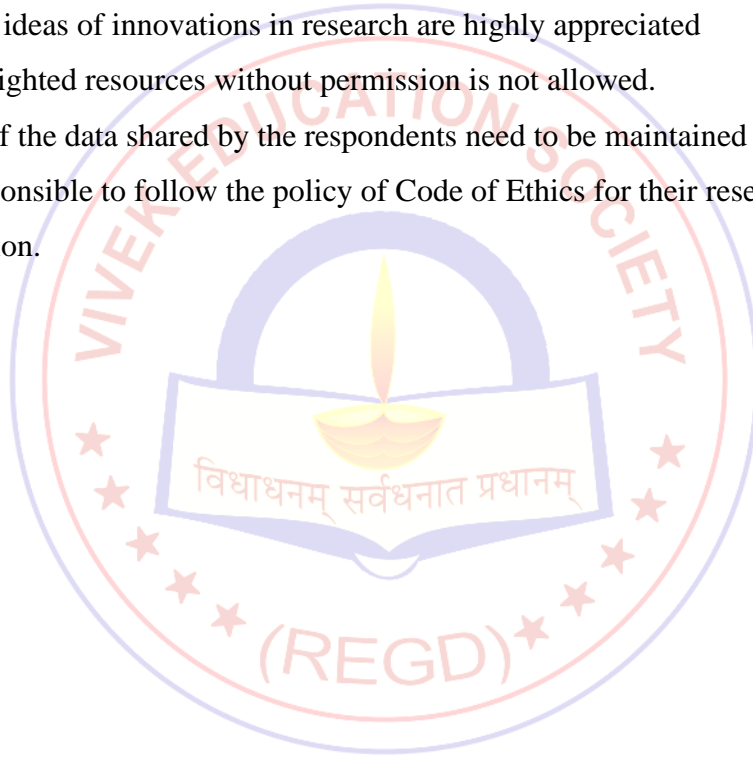 ideas of innovations in research are highly appreciated
ighted resources without permission is not allowed.
f the data shared by the respondents need to be maintained
onsible to follow the policy of Code of Ethics for their rese
on.
VIVEK EDUCATION SOCIETY
विधाधनम् सर्वधनात प्रधानम्
(REGD)